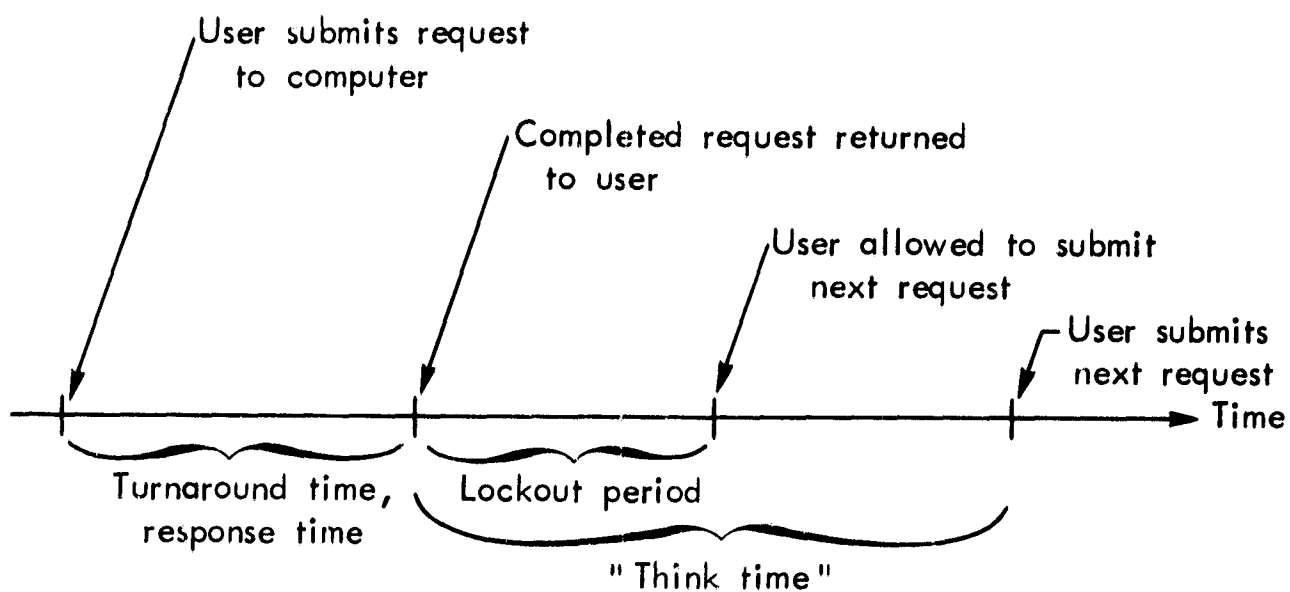 User submits request
to computer
Completed request returned
to user
User allowed to submit
next request
User submits
next request
Time
Turnaround time,
response time
Lockout period
"Think time"